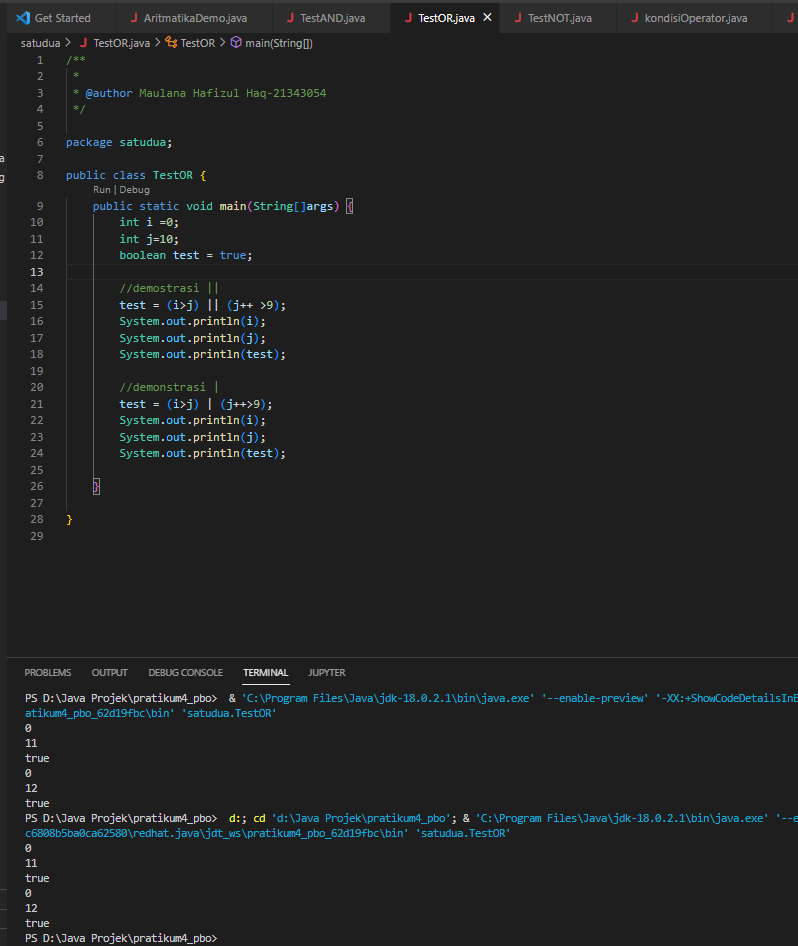 Get Started AritmatikaDemo.java TestAND.java TestOR.java TestNOT.java kondisiOperator.java
satudua > TestOR.java > TestOR > main(String[])
1 /**
2 *
3 * @author Maulana Hafizul Haq-21343054
4 */
5
6 package satudua;
7
8 public class TestOR {
Run | Debug
9 public static void main(String[]args) {
10 int i =0;
11 int j=10;
12 boolean test = true;
13
14 //demostrasi ||
15 test = (i>j) || (j++ >9);
16 System.out.println(i);
17 System.out.println(j);
18 System.out.println(test);
19
20 //demonstrasi |
21 test = (i>j) | (j++>9);
22 System.out.println(i);
23 System.out.println(j);
24 System.out.println(test);
25
26 }
27
28 }
29
PROBLEMS OUTPUT DEBUG CONSOLE TERMINAL JUPYTER
PS D:\Java Projek\pratikum4_pbo> & 'C:\Program Files\Java\jdk-18.0.2.1\bin\java.exe' '--enable-preview' '-XX:+ShowCodeDetailsInE
atikum4_pbo_62d19fbc\bin' 'satudua.TestOR'
0
11
true
0
12
true
PS D:\Java Projek\pratikum4_pbo> d:; cd 'd:\Java Projek\pratikum4_pbo'; & 'C:\Program Files\Java\jdk-18.0.2.1\bin\java.exe' '--e
c6808b5ba0ca62580\redhat.java\jdt_ws\pratikum4_pbo_62d19fbc\bin' 'satudua.TestOR'
0
11
true
0
12
true
PS D:\Java Projek\pratikum4_pbo>